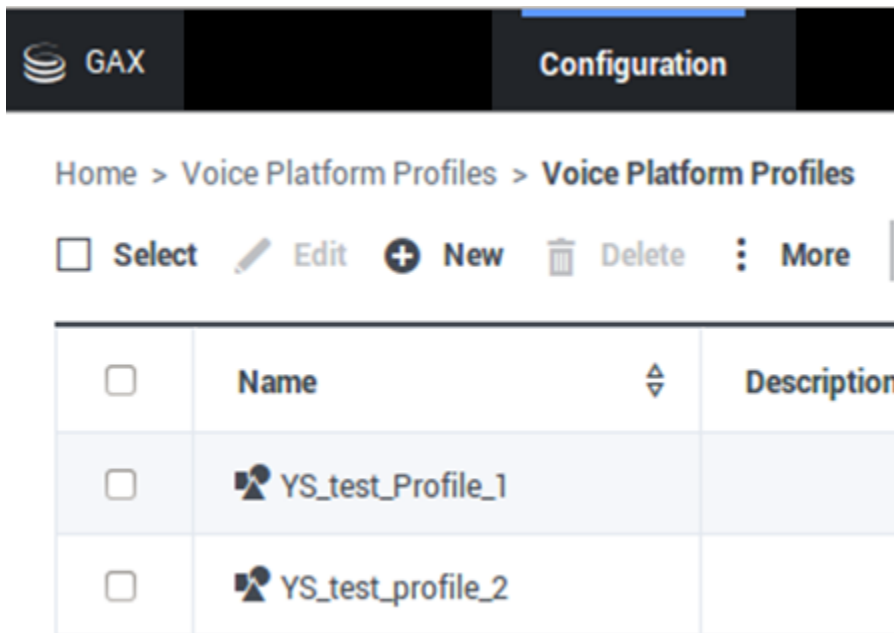 GAX Configuration
Home > Voice Platform Profiles > Voice Platform Profiles
Select Edit New Delete More
Name Description
YS_test_Profile_1
YS_test_profile_2